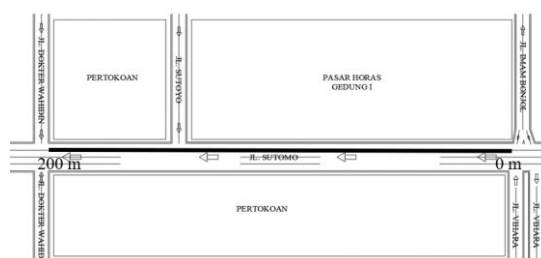 JL. DOKTER WAHIDIN
PERTOKOAN
JL. SUTOYO
PASAR HORAS
GEDUNG I
JL. IMAM BONJOL
200 m
JL. SUTOMO
0 m
JL. DOKTER WAHID
PERTOKOAN
JL. VIHARA
JL. VIHARA